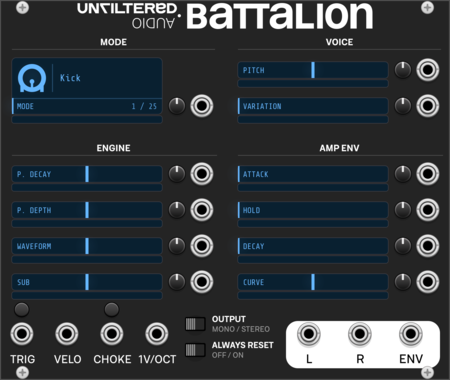 UNFILTERED.
AUDIO
BATTALION
MODE
VOICE
Kick
MODE 1 / 25
PITCH
VARIATION
ENGINE
AMP ENV
P. DECAY
P. DEPTH
WAVEFORM
SUB
ATTACK
HOLD
DECAY
CURVE
OUTPUT
MONO / STEREO
ALWAYS RESET
OFF / ON
TRIG
VELO
CHOKE
1V/OCT
L
R
ENV